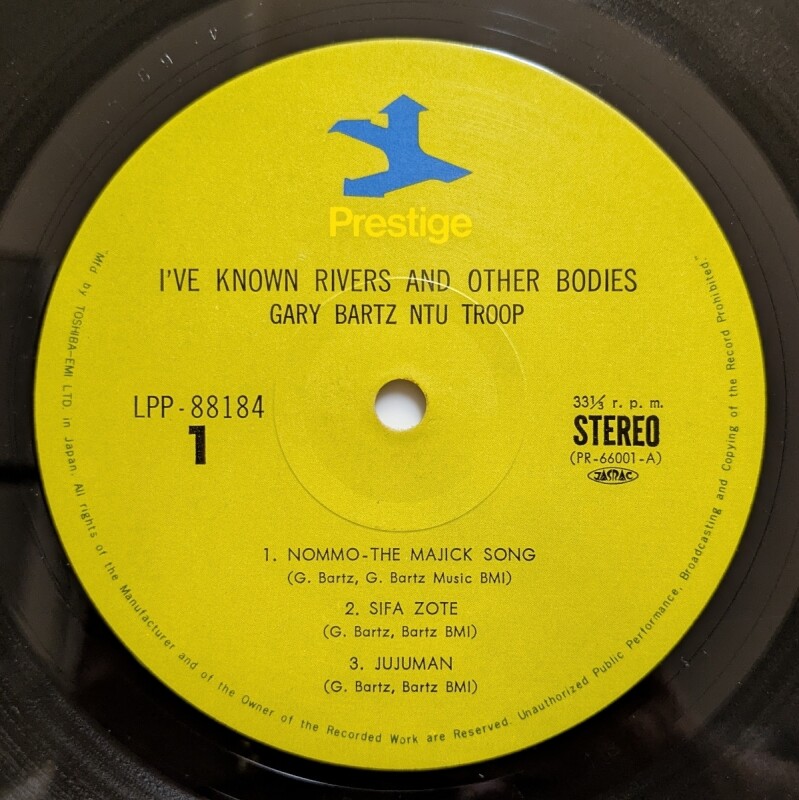 Prestige
I'VE KNOWN RIVERS AND OTHER BODIES
GARY BARTZ NTU TROOP
LPP-88184
1
33⅓ r. p. m.
STEREO
(PR-66001-A)
JASRAC
1. NOMMO-THE MAJICK SONG
(G. Bartz, G. Bartz Music BMI)
2. SIFA ZOTE
(G. Bartz, Bartz BMI)
3. JUJUMAN
(G. Bartz, Bartz BMI)
"Mfd by TOSHIBA-EMI LTD. in Japan. All rights of the Manufacturer and of the Owner of the Recorded Work are Reserved. Unauthorized Public Performance, Broadcasting and Copying of the Record Prohibited"